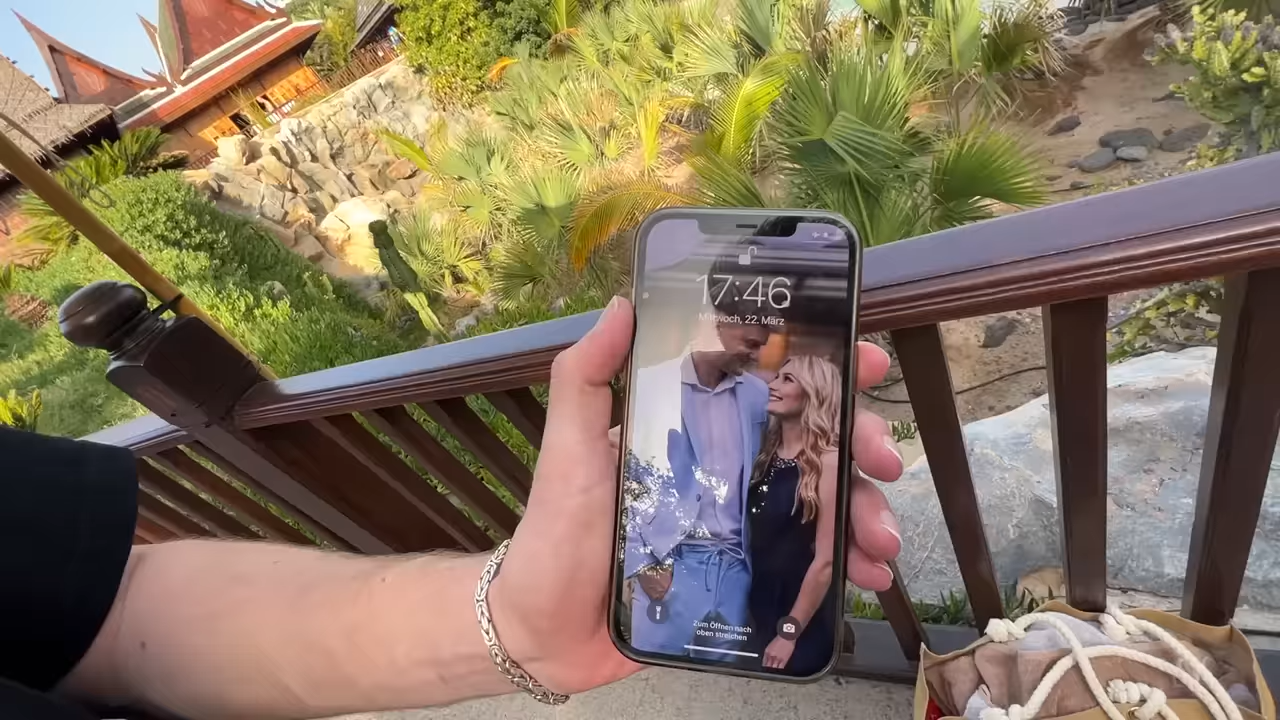 17:46
Mittwoch, 22. März
Zum Öffnen nach
oben streichen